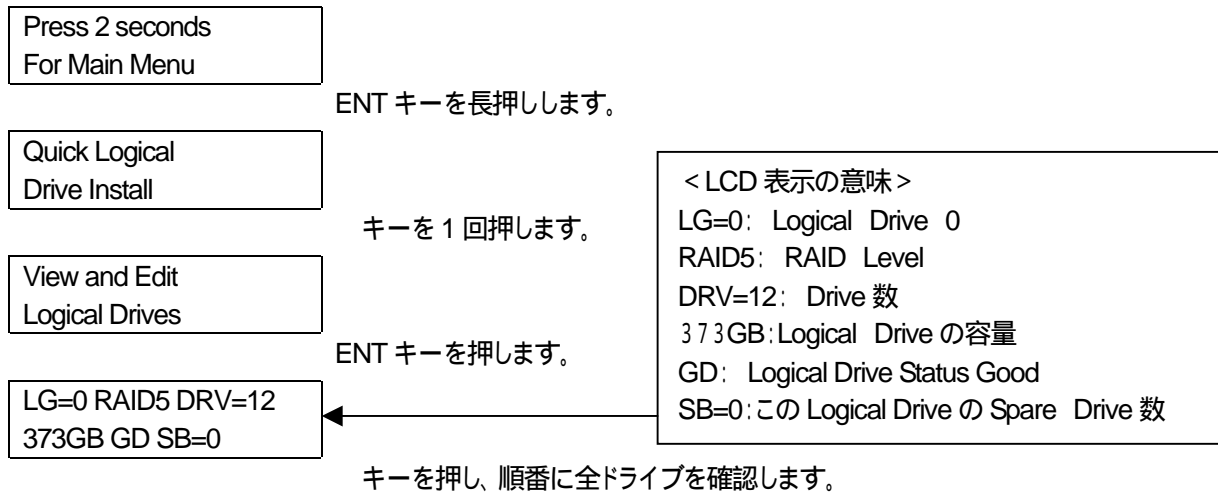 Press 2 seconds
For Main Menu
ENT キーを長押しします。
Quick Logical
Drive Install
キーを 1 回押します。
View and Edit
Logical Drives
ENT キーを押します。
LG=0 RAID5 DRV=12
373GB GD SB=0
<LCD 表示の意味>
LG=0: Logical Drive 0
RAID5: RAID Level
DRV=12: Drive 数
373GB:Logical Drive の容量
GD: Logical Drive Status Good
SB=0:この Logical Drive の Spare Drive 数
キーを押し、順番に全ドライブを確認します。